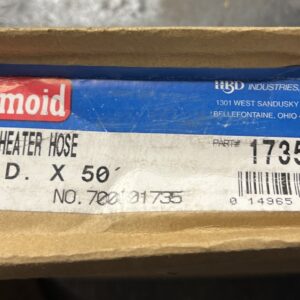 moid
HBD INDUSTRIES,
1301 WEST SANDUSKY
BELLEFONTAINE, OHIO
HEATER HOSE
PART# 1735
D. X 50'
NO. 700 01735
0 14965